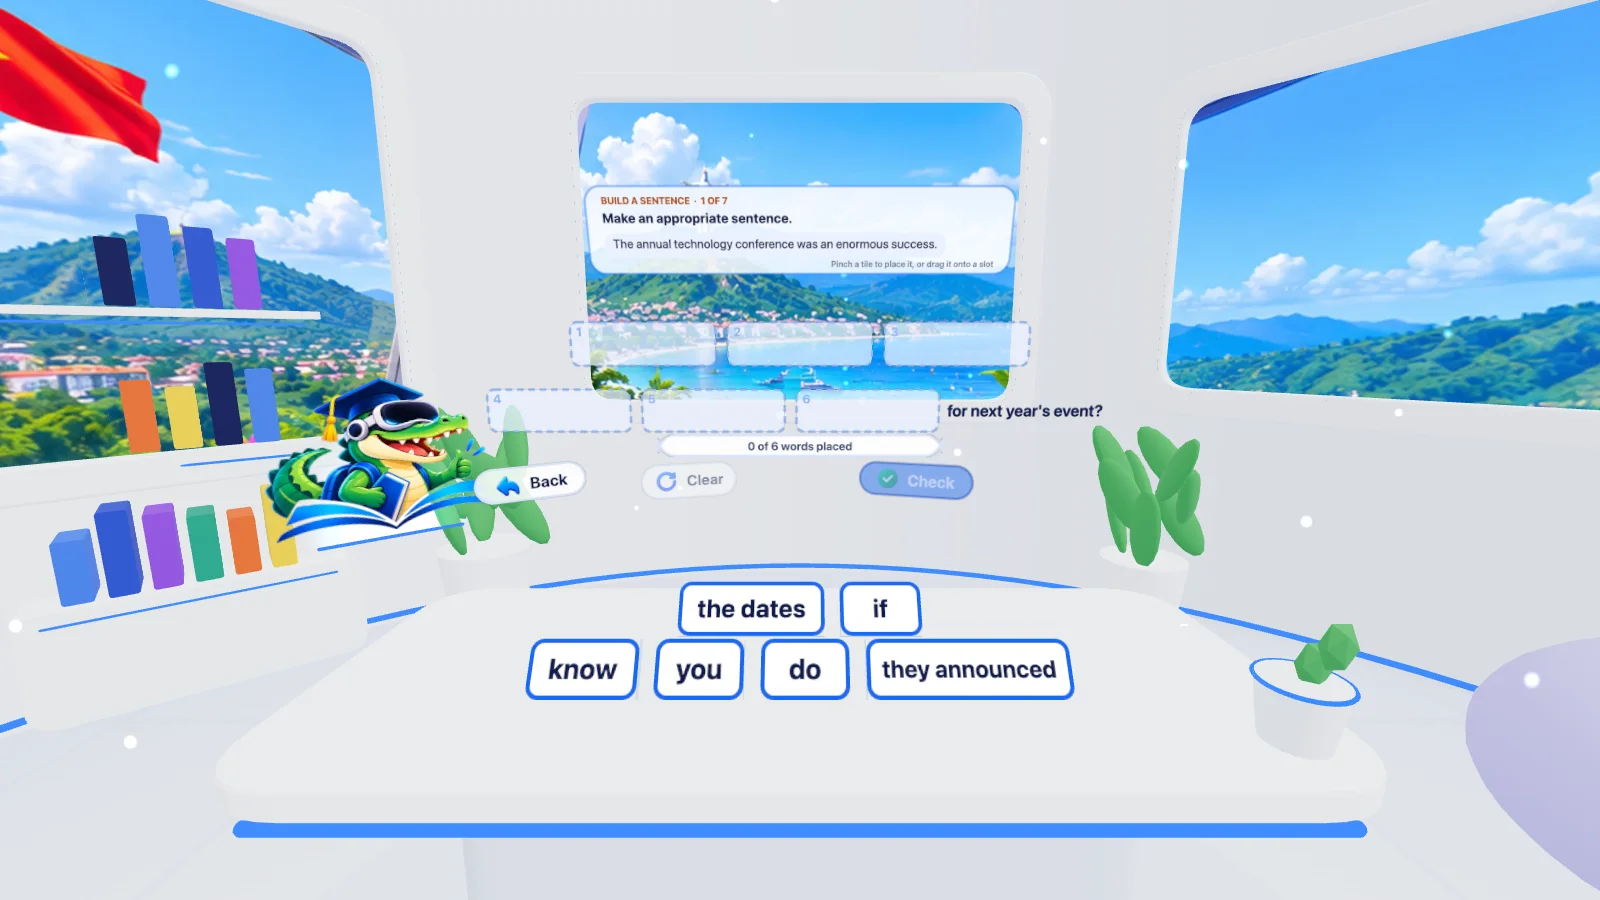 BUILD A SENTENCE · 1 OF 7
Make an appropriate sentence.
The annual technology conference was an enormous success.
Pinch a tile to place it, or drag it onto a slot
1 2 3
4 5 6 for next year's event?
0 of 6 words placed
Back Clear Check
the dates if
know you do they announced